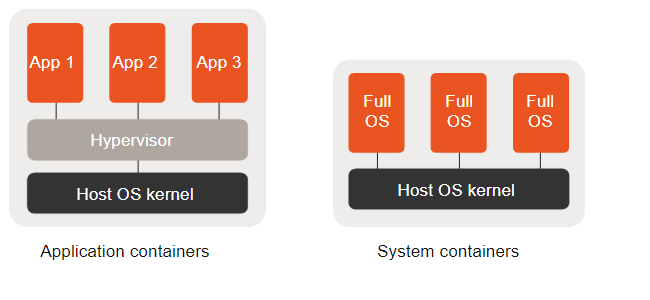 App 1
App 2
App 3
Hypervisor
Host OS kernel
Application containers
Full
OS
Full
OS
Full
OS
Host OS kernel
System containers